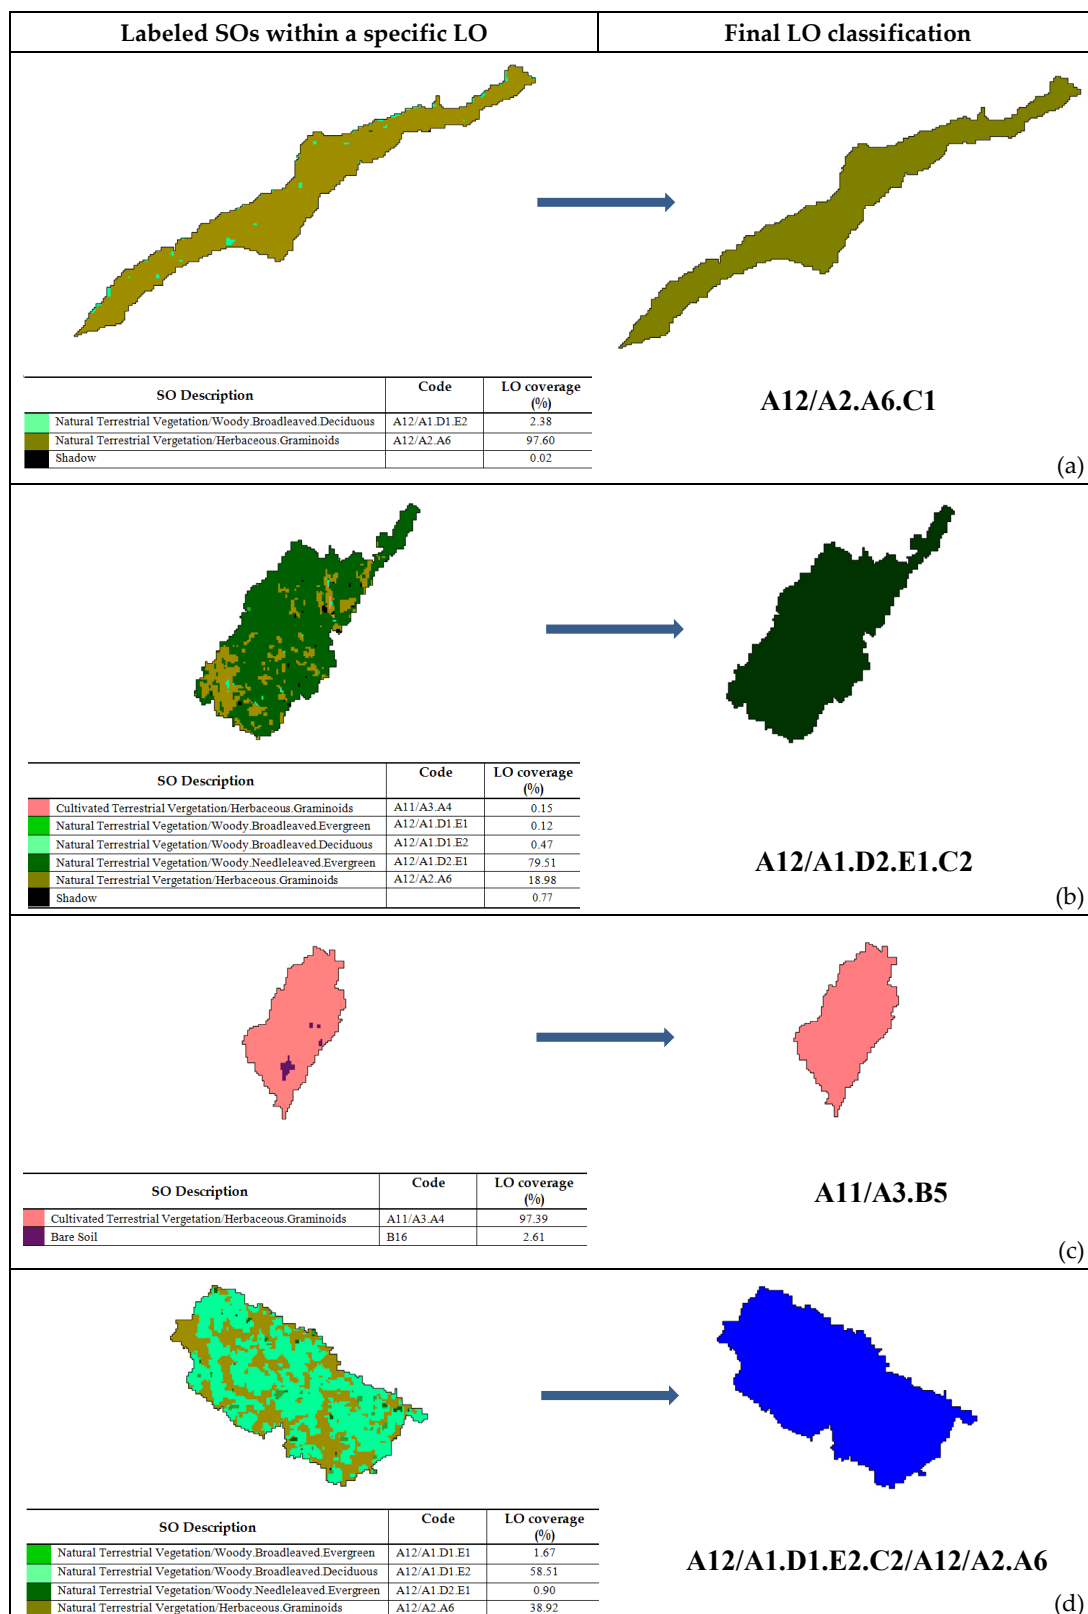 Labeled SOs within a specific LO
Final LO classification
SO Description Code LO coverage (%)
Natural Terrestrial Vegetation/Woody.Broadleaved.Deciduous A12/A1.D1.E2 2.38
Natural Terrestrial Vergetation/Herbaceous.Graminoids A12/A2.A6 97.60
Shadow 0.02
A12/A2.A6.C1
(a)
SO Description Code LO coverage (%)
Cultivated Terrestrial Vergetation/Herbaceous.Graminoids A11/A3.A4 0.15
Natural Terrestrial Vegetation/Woody.Broadleaved.Evergreen A12/A1.D1.E1 0.12
Natural Terrestrial Vegetation/Woody.Broadleaved.Deciduous A12/A1.D1.E2 0.47
Natural Terrestrial Vegetation/Woody.Needleleaved.Evergreen A12/A1.D2.E1 79.51
Natural Terrestrial Vergetation/Herbaceous.Graminoids A12/A2.A6 18.98
Shadow 0.77
A12/A1.D2.E1.C2
(b)
SO Description Code LO coverage (%)
Cultivated Terrestrial Vergetation/Herbaceous.Graminoids A11/A3.A4 97.39
Bare Soil B16 2.61
A11/A3.B5
(c)
SO Description Code LO coverage (%)
Natural Terrestrial Vegetation/Woody.Broadleaved.Evergreen A12/A1.D1.E1 1.67
Natural Terrestrial Vegetation/Woody.Broadleaved.Deciduous A12/A1.D1.E2 58.51
Natural Terrestrial Vegetation/Woody.Needleleaved.Evergreen A12/A1.D2.E1 0.90
Natural Terrestrial Vergetation/Herbaceous.Graminoids A12/A2.A6 38.92
A12/A1.D1.E2.C2/A12/A2.A6
(d)